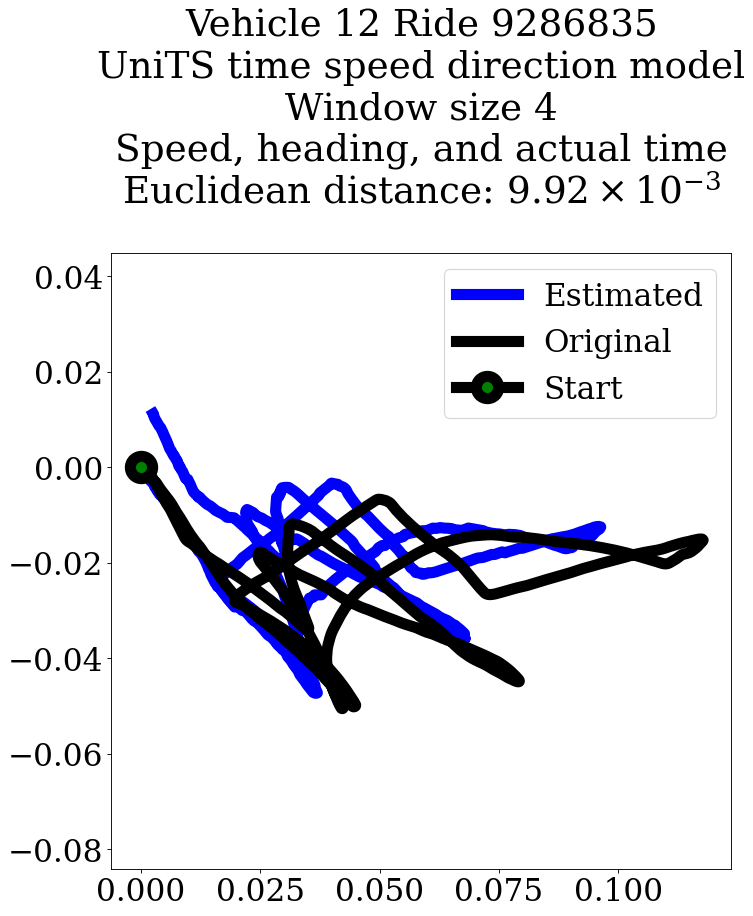 Vehicle 12 Ride 9286835
UniTS time speed direction model
Window size 4
Speed, heading, and actual time
Euclidean distance: 9.92 × 10⁻³
Estimated
Original
Start
0.04
0.02
0.00
−0.02
−0.04
−0.06
−0.08
0.000 0.025 0.050 0.075 0.100